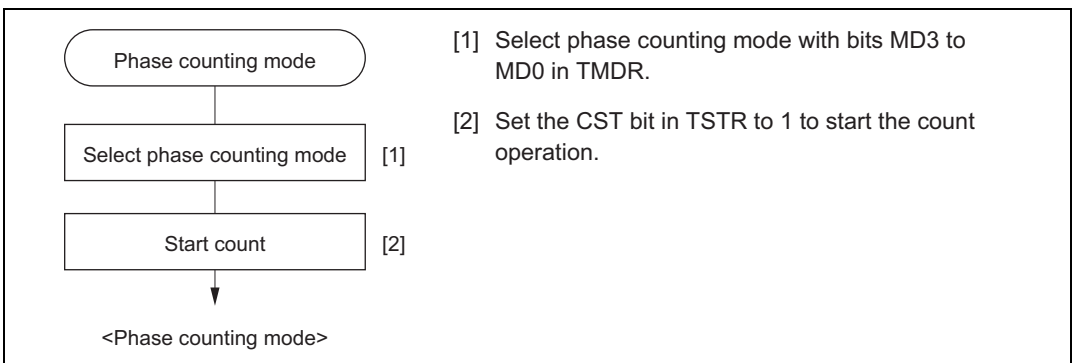 Phase counting mode
Select phase counting mode [1]
Start count [2]
<Phase counting mode>
[1] Select phase counting mode with bits MD3 to
MD0 in TMDR.
[2] Set the CST bit in TSTR to 1 to start the count
operation.